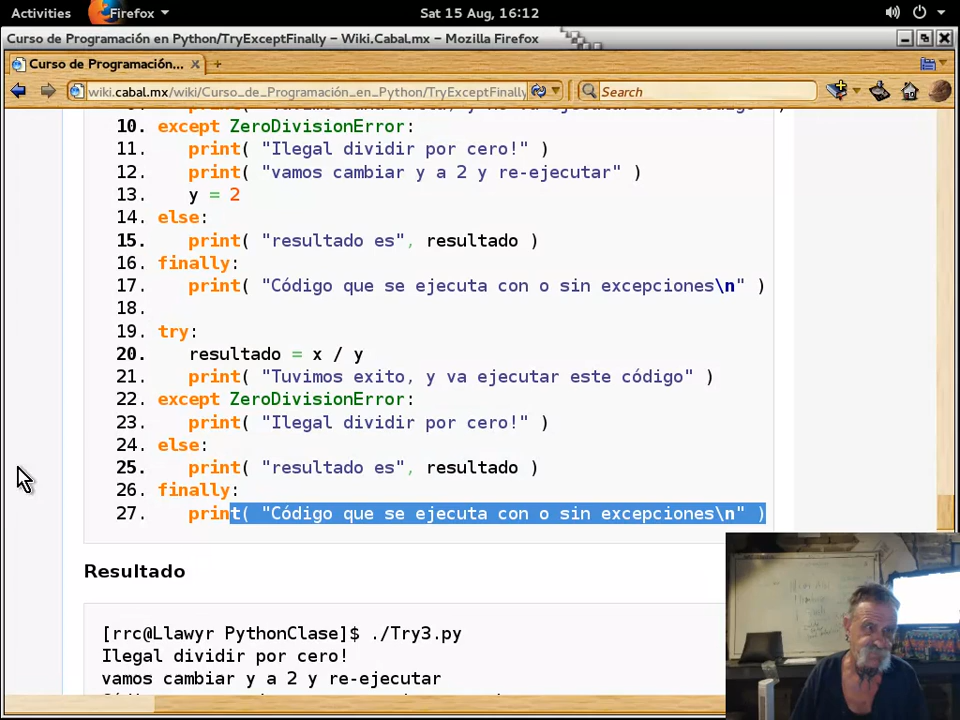 Activities Firefox Sat 15 Aug, 16:12
Curso de Programación en Python/TryExceptFinally – Wiki.Cabal.mx – Mozilla Firefox
Curso de Programación...
wiki.cabal.mx/wiki/Curso_de_Programación_en_Python/TryExceptFinally Search
10. except ZeroDivisionError:
11. print( "Ilegal dividir por cero!" )
12. print( "vamos cambiar y a 2 y re-ejecutar" )
13. y = 2
14. else:
15. print( "resultado es", resultado )
16. finally:
17. print( "Código que se ejecuta con o sin excepciones\n" )
18.
19. try:
20. resultado = x / y
21. print( "Tuvimos exito, y va ejecutar este código" )
22. except ZeroDivisionError:
23. print( "Ilegal dividir por cero!" )
24. else:
25. print( "resultado es", resultado )
26. finally:
27. print( "Código que se ejecuta con o sin excepciones\n" )
Resultado
[rrc@Llawyr PythonClase]$ ./Try3.py
Ilegal dividir por cero!
vamos cambiar y a 2 y re-ejecutar